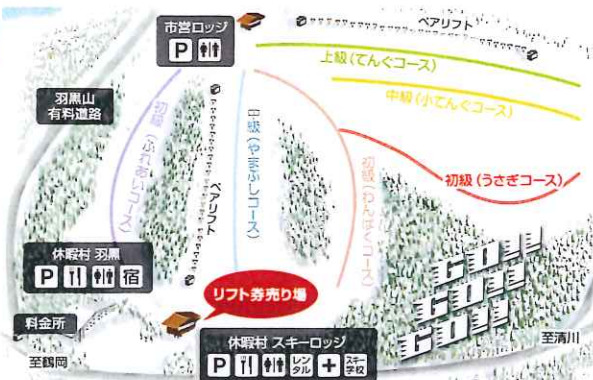 市営ロッジ
P
ペアリフト
上級(てんぐコース)
中級(小てんぐコース)
羽黒山
有料道路
初級(ふれあいコース)
ペアリフト
中級(やまぶしコース)
初級(わんぱくコース)
初級(うさぎコース)
休暇村 羽黒
P 宿
リフト券売り場
GO!!
GO!!
GO!!
料金所
至鶴岡
休暇村 スキーロッジ
P レンタル + スキー学校
至清川